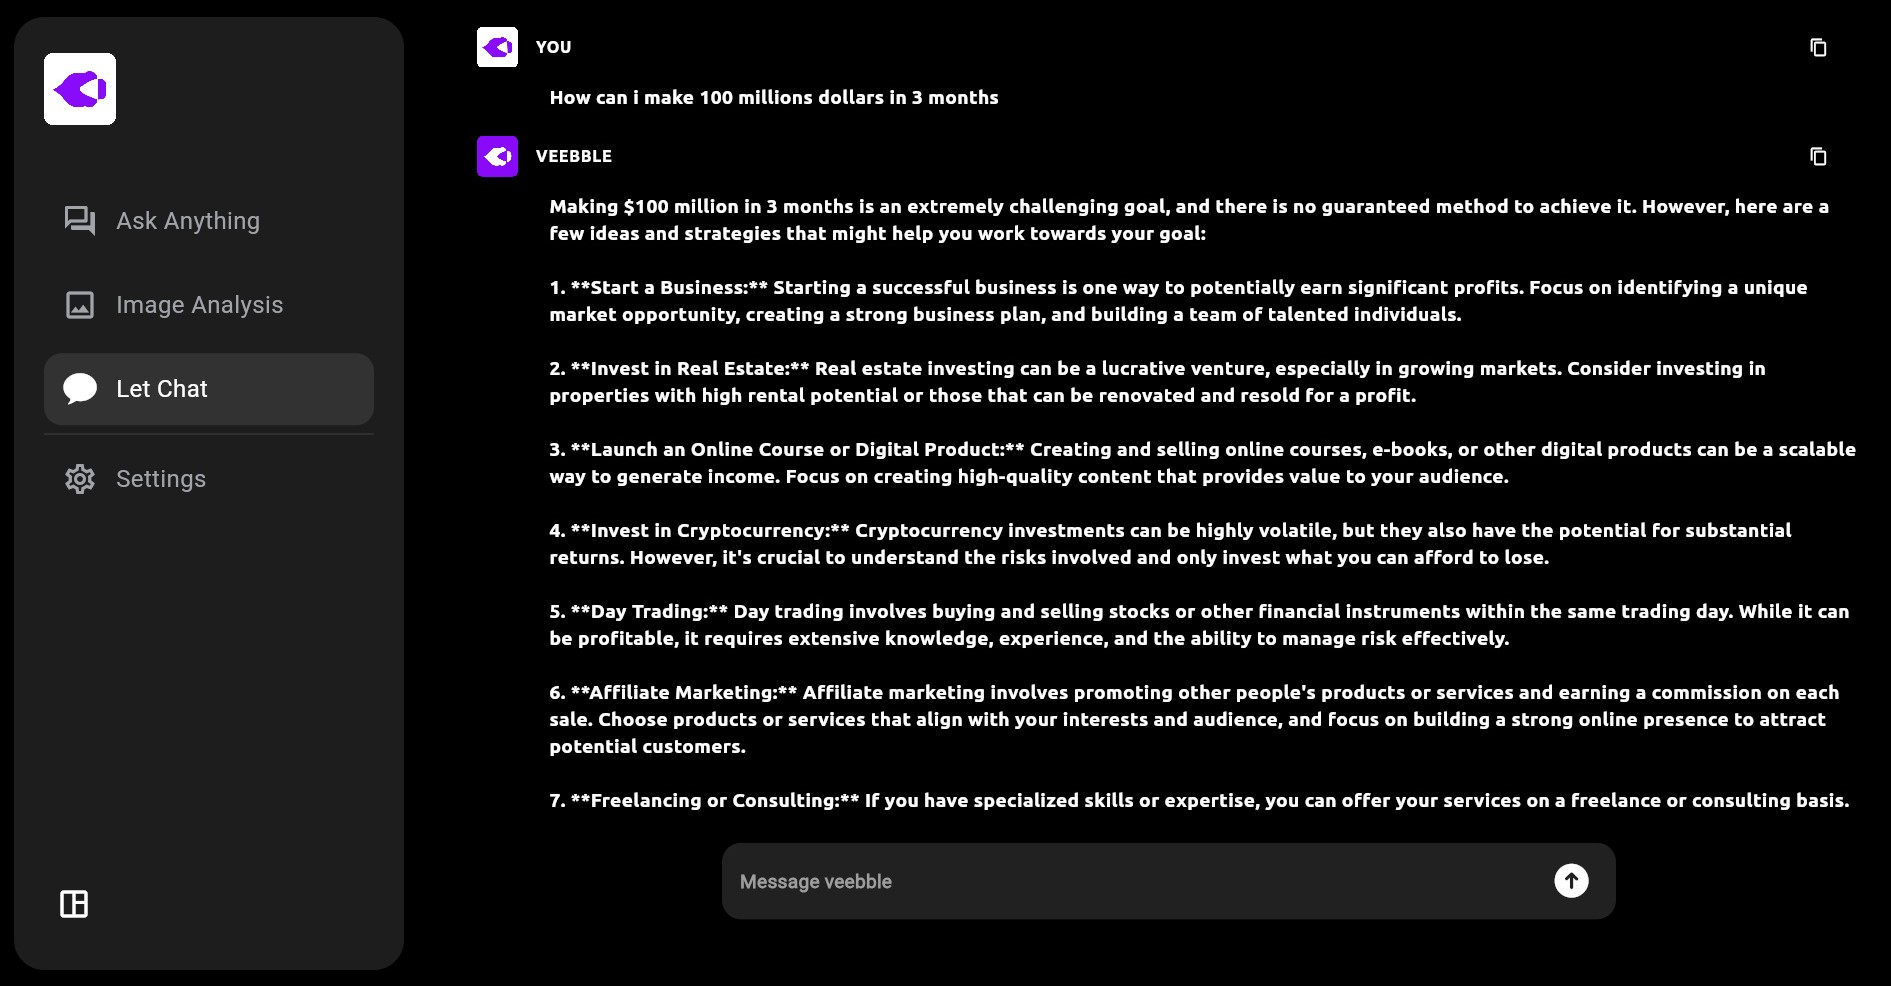 Ask Anything
Image Analysis
Let Chat
Settings
YOU
How can i make 100 millions dollars in 3 months
VEEBBLE
Making $100 million in 3 months is an extremely challenging goal, and there is no guaranteed method to achieve it. However, here are a
few ideas and strategies that might help you work towards your goal:
1. **Start a Business:** Starting a successful business is one way to potentially earn significant profits. Focus on identifying a unique
market opportunity, creating a strong business plan, and building a team of talented individuals.
2. **Invest in Real Estate:** Real estate investing can be a lucrative venture, especially in growing markets. Consider investing in
properties with high rental potential or those that can be renovated and resold for a profit.
3. **Launch an Online Course or Digital Product:** Creating and selling online courses, e-books, or other digital products can be a scalable
way to generate income. Focus on creating high-quality content that provides value to your audience.
4. **Invest in Cryptocurrency:** Cryptocurrency investments can be highly volatile, but they also have the potential for substantial
returns. However, it's crucial to understand the risks involved and only invest what you can afford to lose.
5. **Day Trading:** Day trading involves buying and selling stocks or other financial instruments within the same trading day. While it can
be profitable, it requires extensive knowledge, experience, and the ability to manage risk effectively.
6. **Affiliate Marketing:** Affiliate marketing involves promoting other people's products or services and earning a commission on each
sale. Choose products or services that align with your interests and audience, and focus on building a strong online presence to attract
potential customers.
7. **Freelancing or Consulting:** If you have specialized skills or expertise, you can offer your services on a freelance or consulting basis.
Message veebble